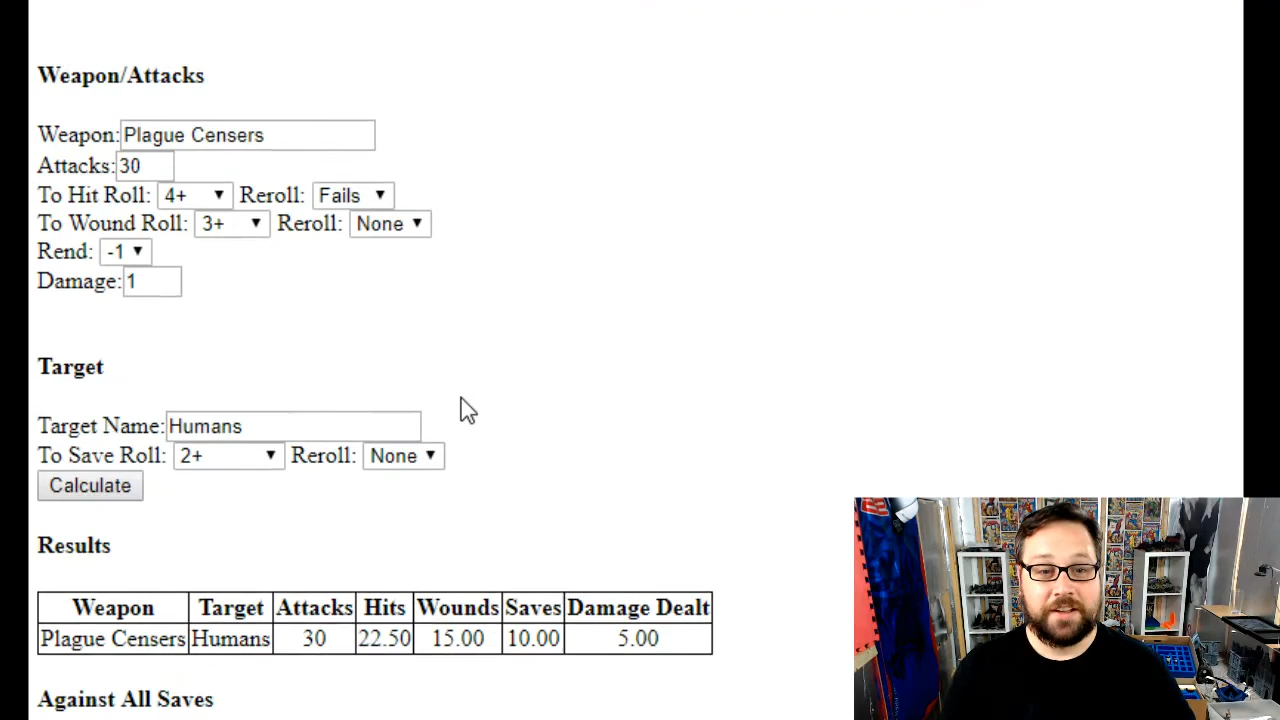 Weapon/Attacks
Weapon: Plague Censers
Attacks: 30
To Hit Roll: 4+ Reroll: Fails
To Wound Roll: 3+ Reroll: None
Rend: -1
Damage: 1
Target
Target Name: Humans
To Save Roll: 2+ Reroll: None
Calculate
Results
Weapon Target Attacks Hits Wounds Saves Damage Dealt
Plague Censers Humans 30 22.50 15.00 10.00 5.00
Against All Saves